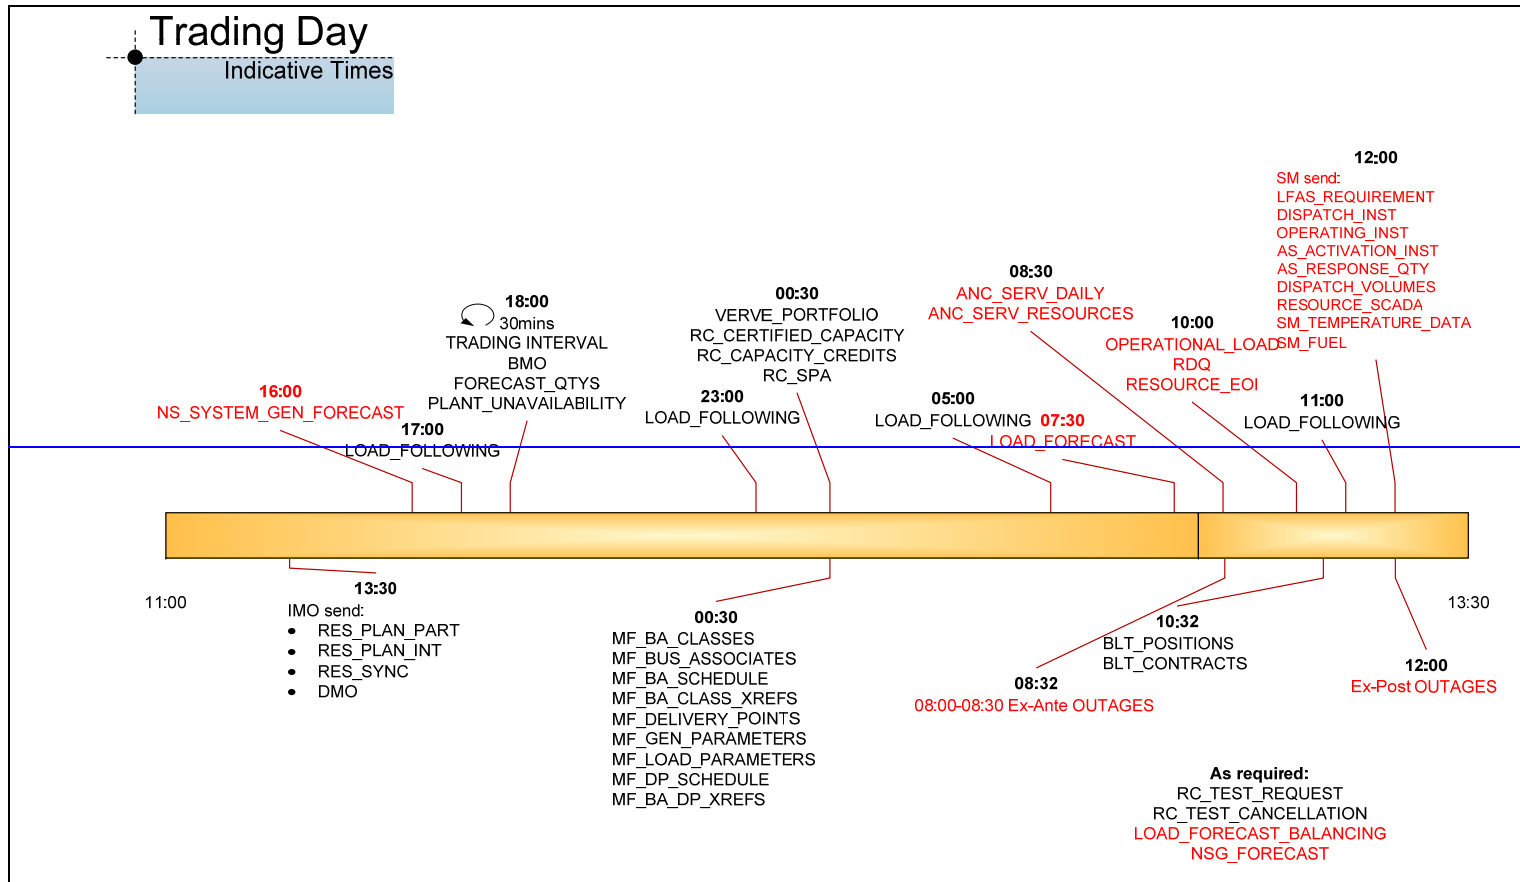 Trading Day
Indicative Times
12:00
SM send:
LFAS_REQUIREMENT
DISPATCH_INST
OPERATING_INST
AS_ACTIVATION_INST
AS_RESPONSE_QTY
DISPATCH_VOLUMES
RESOURCE_SCADA
SM_TEMPERATURE_DATA
SM_FUEL
08:30
ANC_SERV_DAILY
ANC_SERV_RESOURCES
10:00
OPERATIONAL_LOAD
RDQ
RESOURCE_EOI
18:00
30mins
TRADING INTERVAL
BMO
FORECAST_QTYS
PLANT_UNAVAILABILITY
00:30
VERVE_PORTFOLIO
RC_CERTIFIED_CAPACITY
RC_CAPACITY_CREDITS
RC_SPA
16:00
NS_SYSTEM_GEN_FORECAST
17:00
LOAD_FOLLOWING
23:00
LOAD_FOLLOWING
05:00
LOAD_FOLLOWING
07:30
LOAD_FORECAST
11:00
LOAD_FOLLOWING
11:00
13:30
13:30
IMO send:
• RES_PLAN_PART
• RES_PLAN_INT
• RES_SYNC
• DMO
00:30
MF_BA_CLASSES
MF_BUS_ASSOCIATES
MF_BA_SCHEDULE
MF_BA_CLASS_XREFS
MF_DELIVERY_POINTS
MF_GEN_PARAMETERS
MF_LOAD_PARAMETERS
MF_DP_SCHEDULE
MF_BA_DP_XREFS
10:32
BLT_POSITIONS
BLT_CONTRACTS
08:32
08:00-08:30 Ex-Ante OUTAGES
12:00
Ex-Post OUTAGES
As required:
RC_TEST_REQUEST
RC_TEST_CANCELLATION
LOAD_FORECAST_BALANCING
NSG_FORECAST